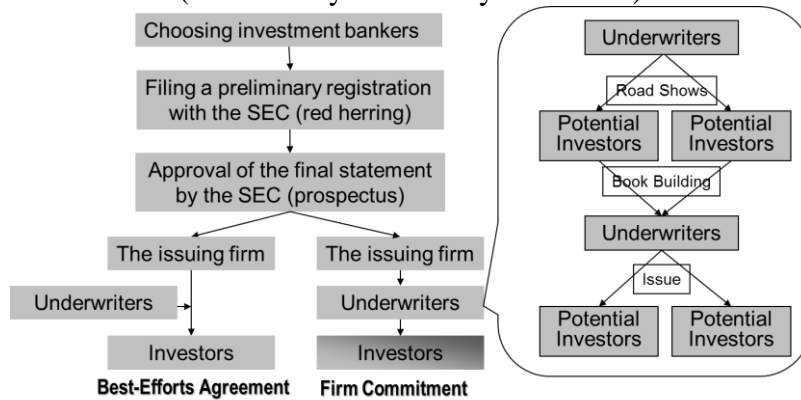 Choosing investment bankers
Filing a preliminary registration
with the SEC (red herring)
Approval of the final statement
by the SEC (prospectus)
The issuing firm
The issuing firm
Underwriters
Underwriters
Investors
Investors
Best-Efforts Agreement
Firm Commitment
Underwriters
Road Shows
Potential
Investors
Potential
Investors
Book Building
Underwriters
Issue
Potential
Investors
Potential
Investors